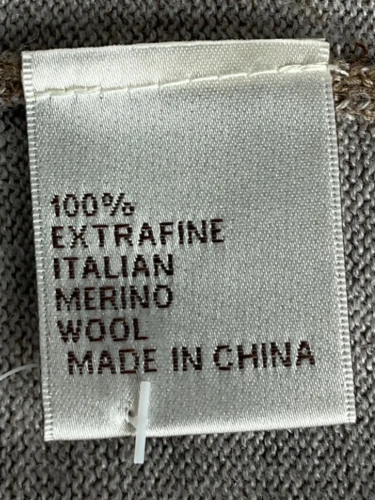 100%
EXTRAFINE
ITALIAN
MERINO
WOOL
MADE IN CHINA